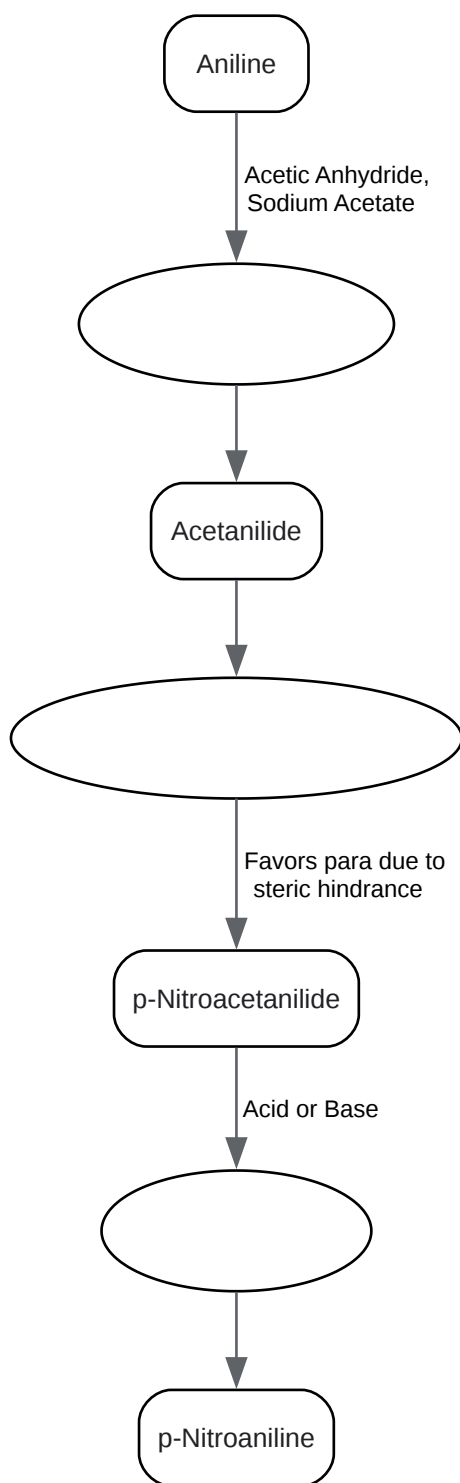 Aniline
Acetic Anhydride,
Sodium Acetate
Acetanilide
Favors para due to
steric hindrance
p-Nitroacetanilide
Acid or Base
p-Nitroaniline